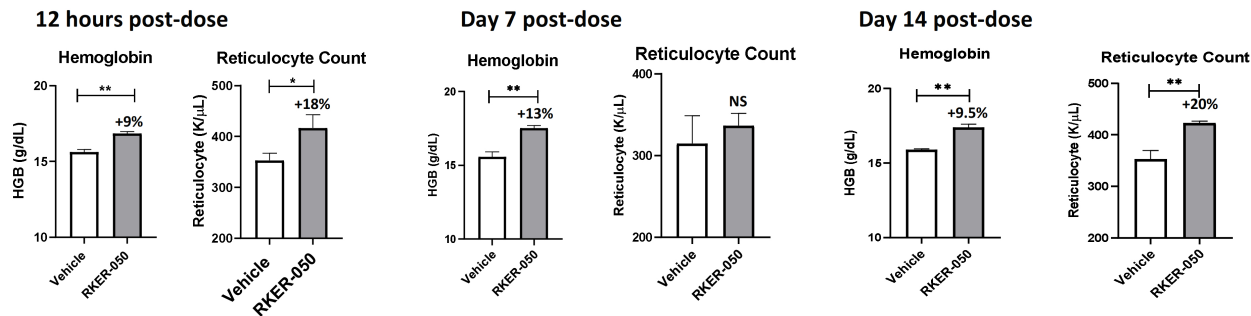 12 hours post-dose
Hemoglobin
HGB (g/dL)
20
15
10
**
+9%
Vehicle
RKER-050
Reticulocyte Count
Reticulocyte (K/µL)
500
400
300
200
*
+18%
Vehicle
RKER-050
Day 7 post-dose
Hemoglobin
HGB (g/dL)
20
15
10
**
+13%
Vehicle
RKER-050
Reticulocyte Count
Reticulocyte (K/µL)
400
300
200
NS
Vehicle
RKER-050
Day 14 post-dose
Hemoglobin
HGB (g/dL)
20
15
10
**
+9.5%
Vehicle
RKER-050
Reticulocyte Count
Reticulocyte (K/µL)
500
400
300
200
**
+20%
Vehicle
RKER-050